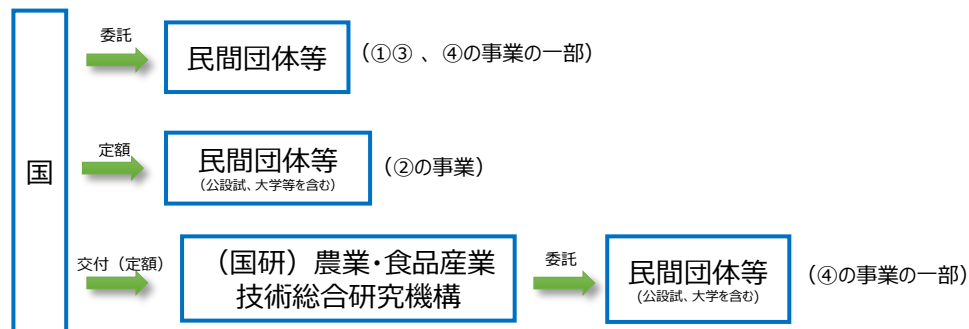 国
委託
民間団体等
（①③ 、④の事業の一部）
定額
民間団体等
（公設試、大学等を含む）
（②の事業）
交付（定額）
（国研）農業・食品産業
技術総合研究機構
委託
民間団体等
（公設試、大学を含む）
（④の事業の一部）